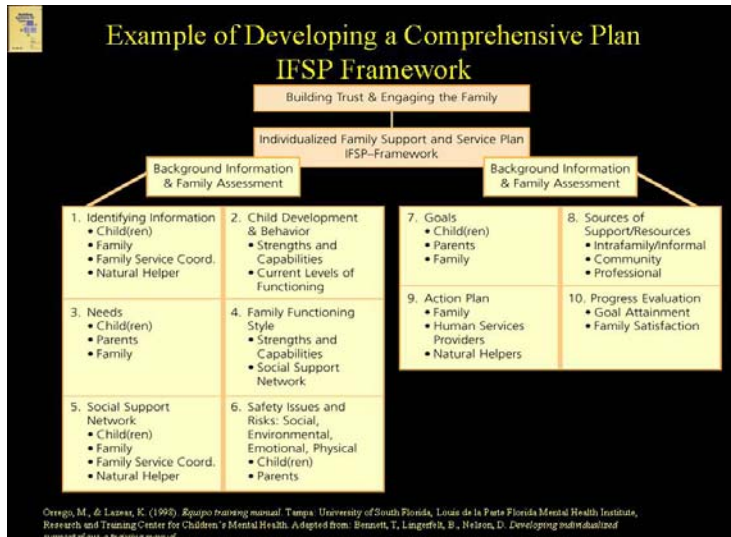 Example of Developing a Comprehensive Plan
IFSP Framework
Building Trust & Engaging the Family
Individualized Family Support and Service Plan
IFSP–Framework
Background Information
& Family Assessment
Background Information
& Family Assessment
1. Identifying Information
• Child(ren)
• Family
• Family Service Coord.
• Natural Helper
2. Child Development
& Behavior
• Strengths and
Capabilities
• Current Levels of
Functioning
3. Needs
• Child(ren)
• Parents
• Family
4. Family Functioning
Style
• Strengths and
Capabilities
• Social Support
Network
5. Social Support
Network
• Child(ren)
• Family
• Family Service Coord.
• Natural Helper
6. Safety Issues and
Risks: Social,
Environmental,
Emotional, Physical
• Child(ren)
• Parents
7. Goals
• Child(ren)
• Parents
• Family
8. Sources of
Support/Resources
• Intrafamily/Informal
• Community
• Professional
9. Action Plan
• Family
• Human Services
Providers
• Natural Helpers
10. Progress Evaluation
• Goal Attainment
• Family Satisfaction
Orrego, M., & Lazear, K. (1998). Equipo training manual. Tampa: University of South Florida, Louis de la Parte Florida Mental Health Institute,
Research and Training Center for Children's Mental Health. Adapted from: Bennett, T, Lingerfelt, B., Nelson, D. Developing individualized